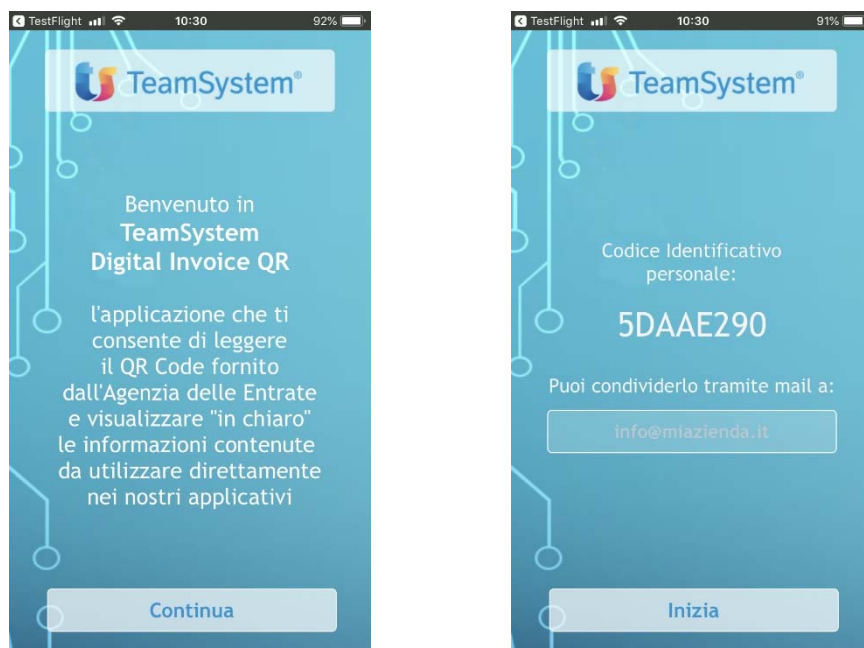 TestFlight 10:30 92%
TeamSystem®
Benvenuto in
TeamSystem
Digital Invoice QR
l'applicazione che ti
consente di leggere
il QR Code fornito
dall'Agenzia delle Entrate
e visualizzare "in chiaro"
le informazioni contenute
da utilizzare direttamente
nei nostri applicativi
Continua
TestFlight 10:30 91%
TeamSystem®
Codice Identificativo
personale:
5DAAE290
Puoi condividerlo tramite mail a:
info@miazienda.it
Inizia